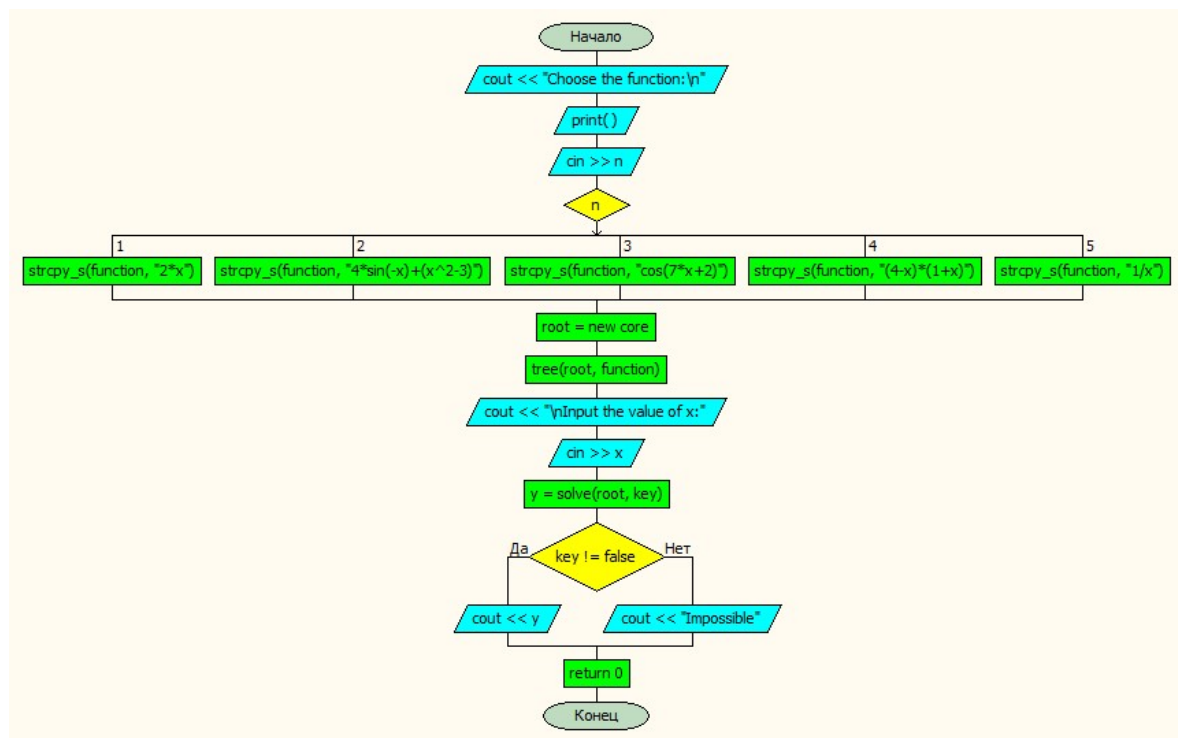 Начало
cout << "Choose the function:\n"
print( )
cin >> n
n
1 2 3 4 5
strcpy_s(function, "2*x") strcpy_s(function, "4*sin(-x)+(x^2-3)") strcpy_s(function, "cos(7*x+2)") strcpy_s(function, "(4-x)*(1+x)") strcpy_s(function, "1/x")
root = new core
tree(root, function)
cout << "\nInput the value of x:"
cin >> x
y = solve(root, key)
Да key != false Нет
cout << y cout << "Impossible"
return 0
Конец